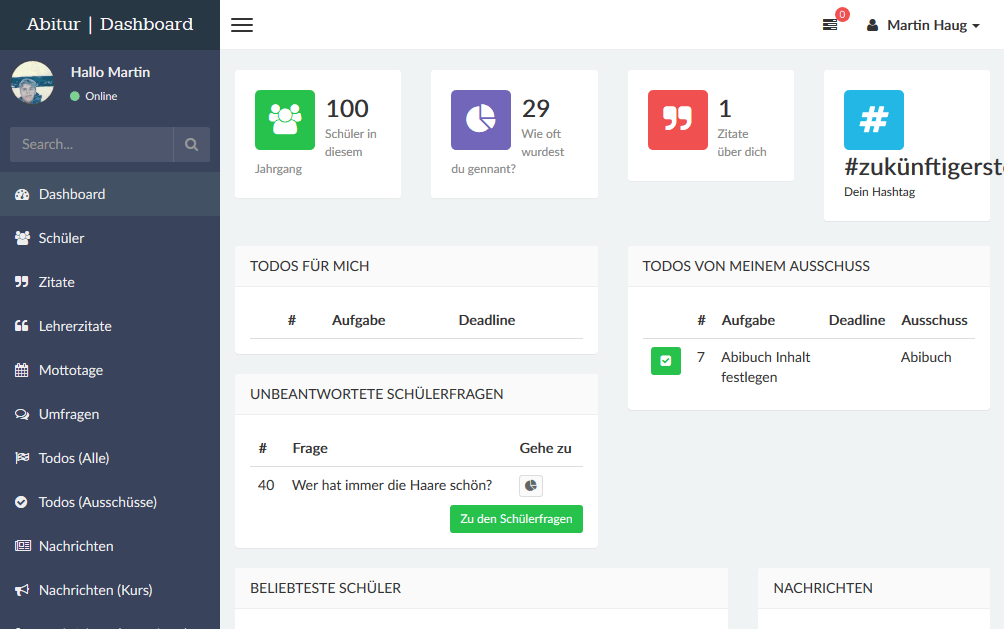 Abitur | Dashboard
0
Martin Haug
Hallo Martin
Online
Search...
Dashboard
Schüler
Zitate
Lehrerzitate
Mottotage
Umfragen
Todos (Alle)
Todos (Ausschüsse)
Nachrichten
Nachrichten (Kurs)
100
Schüler in
diesem
Jahrgang
29
Wie oft
wurdest
du gennant?
1
Zitate
über dich
#
#zukünftigerste
Dein Hashtag
TODOS FÜR MICH
# Aufgabe Deadline
TODOS VON MEINEM AUSSCHUSS
# Aufgabe Deadline Ausschuss
7 Abibuch Inhalt Abibuch
festlegen
UNBEANTWORTETE SCHÜLERFRAGEN
# Frage Gehe zu
40 Wer hat immer die Haare schön?
Zu den Schülerfragen
BELIEBTESTE SCHÜLER
NACHRICHTEN